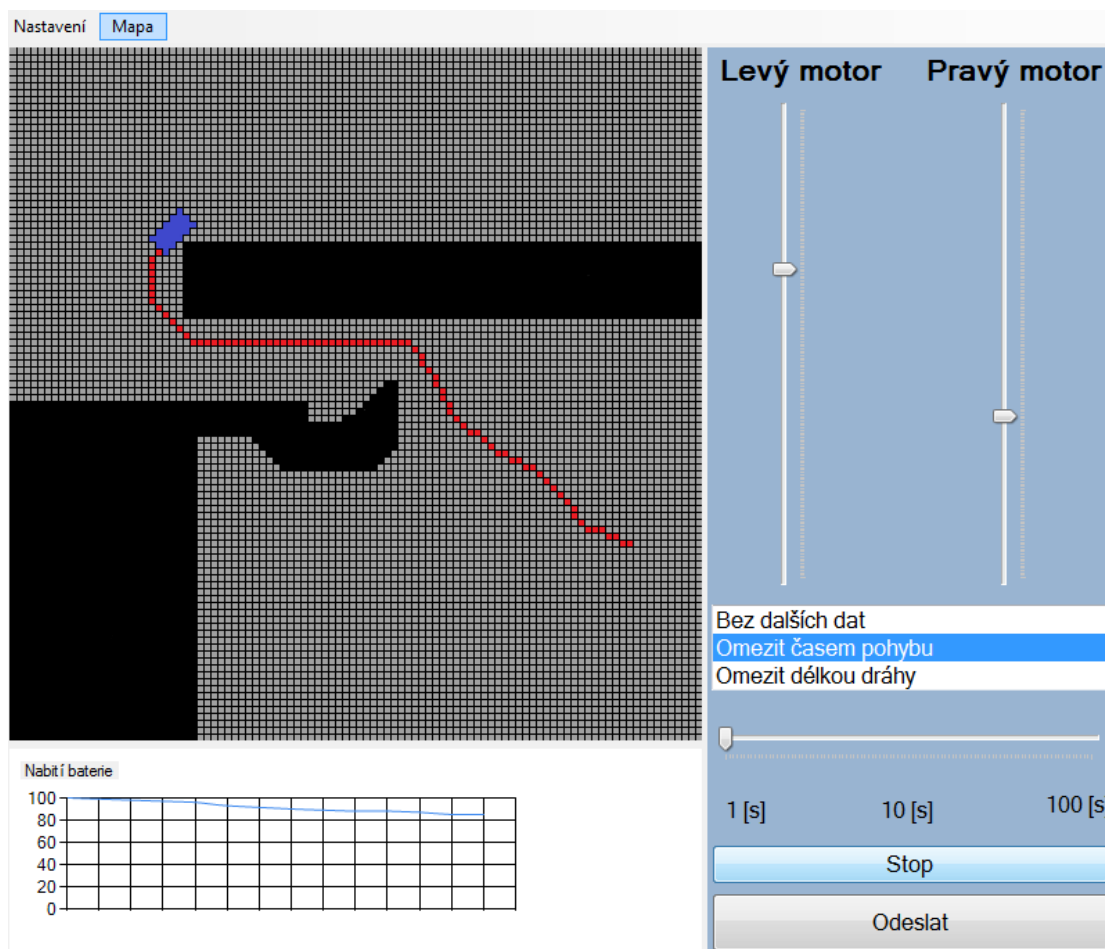 Nastavení Mapa
Levý motor Pravý motor
Bez dalších dat
Omezit časem pohybu
Omezit délkou dráhy
1 [s] 10 [s] 100 [s
Stop
Odeslat
Nabití baterie
100
80
60
40
20
0